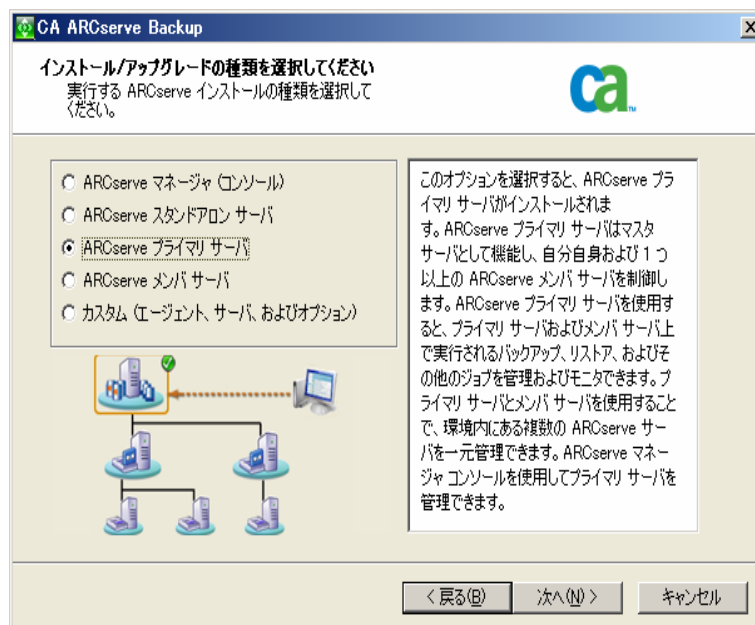 CA ARCserve Backup
インストール/アップグレードの種類を選択してください
実行する ARCserve インストールの種類を選択して
ください。
ca
ARCserve マネージャ (コンソール)
ARCserve スタンドアロン サーバ
ARCserve プライマリ サーバ
ARCserve メンバ サーバ
カスタム (エージェント、サーバ、およびオプション)
このオプションを選択すると、ARCserve プラ
イマリ サーバがインストールされま
す。ARCserve プライマリ サーバはマスタ
サーバとして機能し、自分自身および 1 つ
以上の ARCserve メンバ サーバを制御し
ます。ARCserve プライマリ サーバを使用す
ると、プライマリ サーバおよびメンバ サーバ上
で実行されるバックアップ、リストア、およびそ
の他のジョブを管理およびモニタできます。プ
ライマリ サーバとメンバ サーバを使用すること
で、環境内にある複数の ARCserve サー
バを一元管理できます。ARCserve マネー
ジャ コンソールを使用してプライマリ サーバを
管理できます。
< 戻る(B)
次へ(N) >
キャンセル